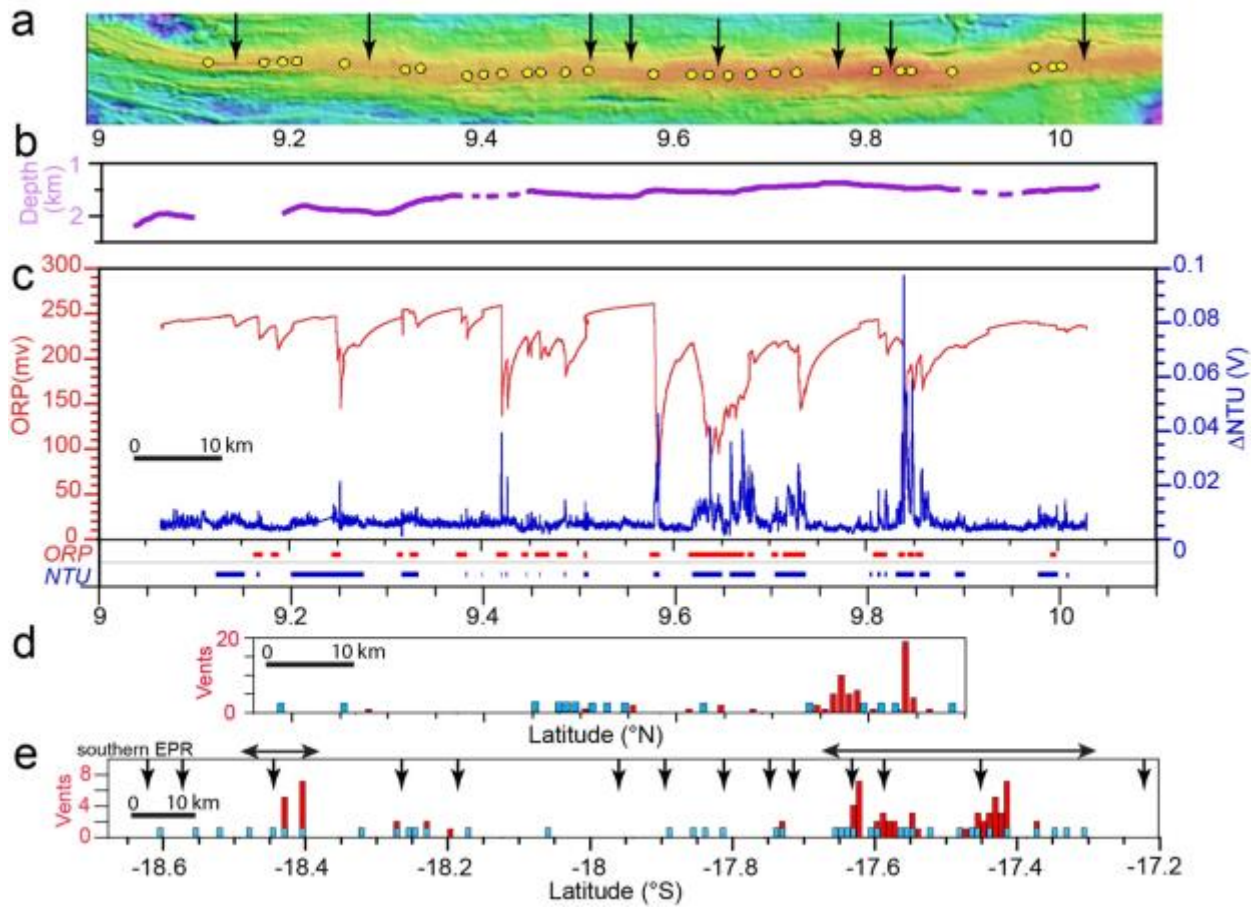 a
9 9.2 9.4 9.6 9.8 10
b
Depth (km)
1
2
c
ORP(mv)
300
250
200
150
100
50
0
0 10 km
ΔNTU (V)
0.1
0.08
0.06
0.04
0.02
0
ORP
NTU
9 9.2 9.4 9.6 9.8 10
d
Vents
20
0
0 10 km
Latitude (°N)
e
southern EPR
Vents
8
4
0
0 10 km
-18.6 -18.4 -18.2 -18 -17.8 -17.6 -17.4 -17.2
Latitude (°S)